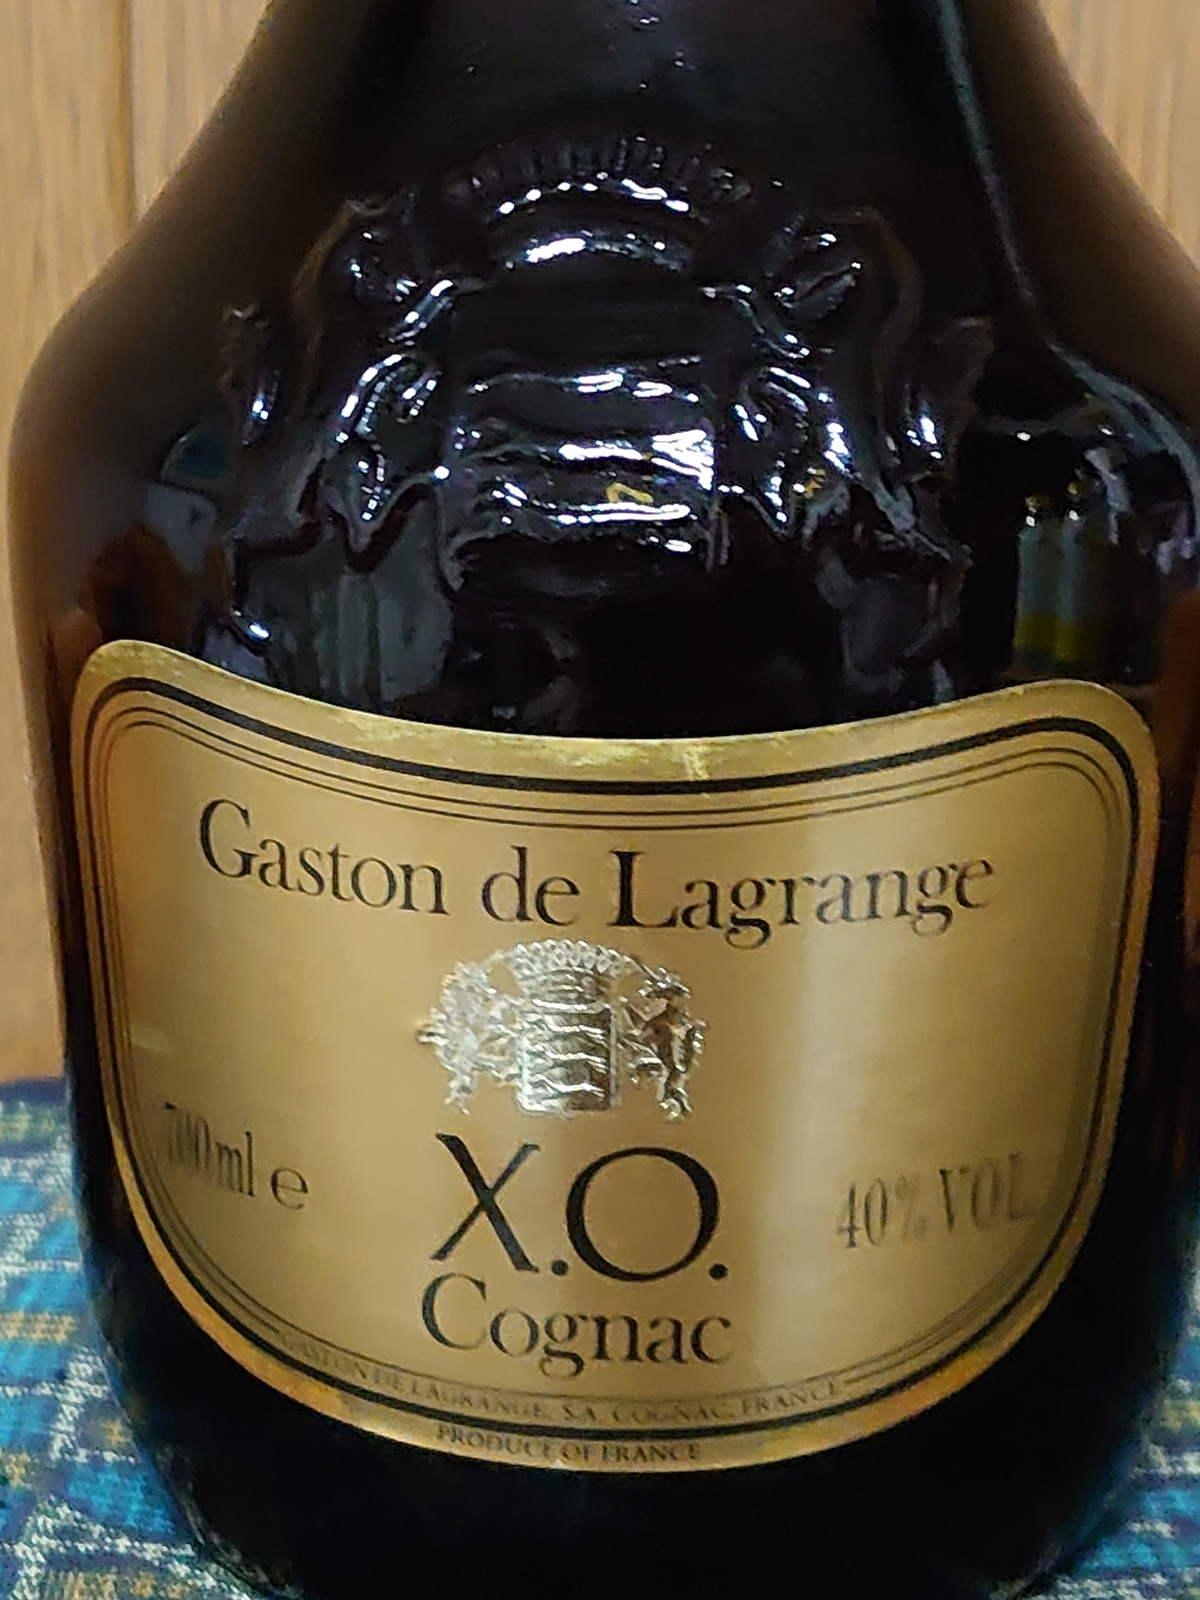 Gaston de Lagrange
700ml e
X.O.
40% VOL
Cognac
GASTON DE LAGRANGE, S.A. COGNAC, FRANCE
PRODUCE OF FRANCE